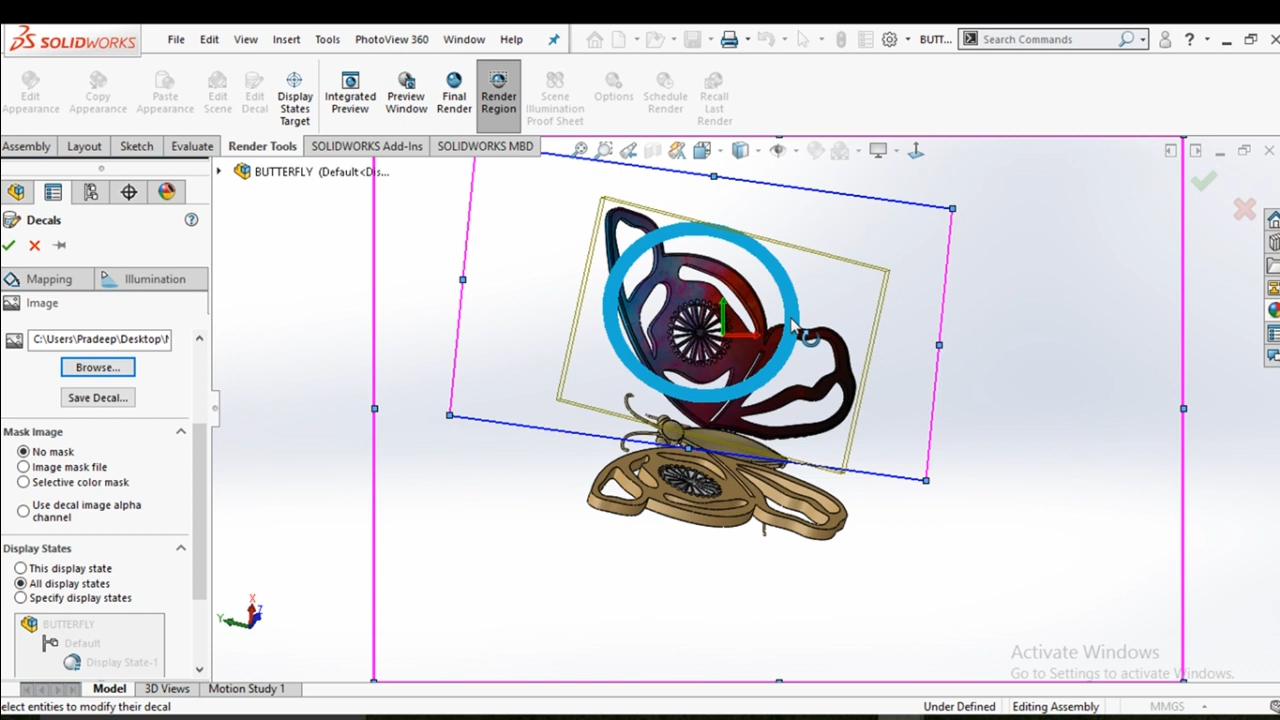 SOLIDWORKS File Edit View Insert Tools PhotoView 360 Window Help BUTT... Search Commands ?
Edit Appearance
Copy Appearance
Paste Appearance
Edit Scene
Edit Decal
Display States Target
Integrated Preview
Preview Window
Final Render
Render Region
Scene Illumination Proof Sheet
Options
Schedule Render
Recall Last Render
Assembly Layout Sketch Evaluate Render Tools SOLIDWORKS Add-Ins SOLIDWORKS MBD
BUTTERFLY (Default<Dis...
Decals
Mapping Illumination
Image
C:\Users\Pradeep\Desktop\
Browse...
Save Decal...
Mask Image
No mask
Image mask file
Selective color mask
Use decal image alpha
channel
Display States
This display state
All display states
Specify display states
BUTTERFLY
Default
Display State-1
X
Y
Z
Activate Windows
Go to Settings to activate Windows.
Model 3D Views Motion Study 1
elect entities to modify their decal Under Defined Editing Assembly MMGS